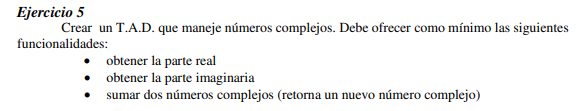 Ejercicio 5
Crear un T.A.D. que maneje números complejos. Debe ofrecer como mínimo las siguientes
funcionalidades:
• obtener la parte real
• obtener la parte imaginaria
• sumar dos números complejos (retorna un nuevo número complejo)